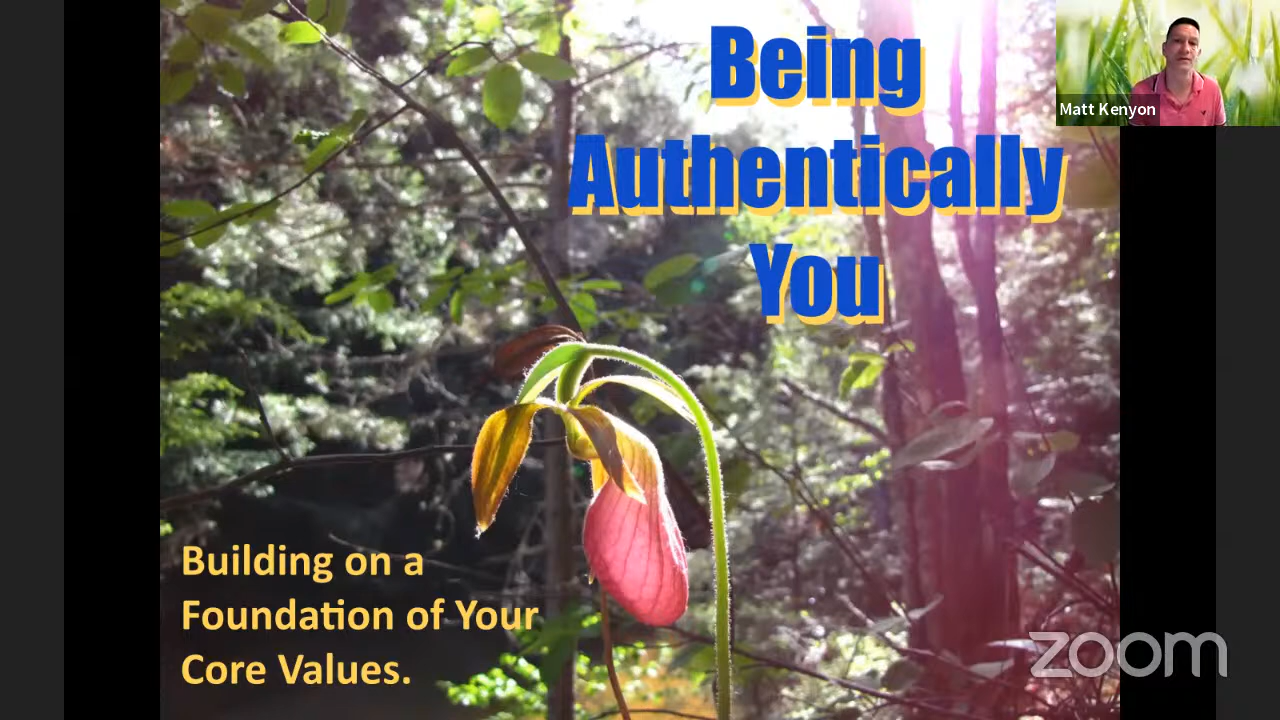 Being
Authentically
You
Matt Kenyon
Building on a
Foundation of Your
Core Values.
zoom